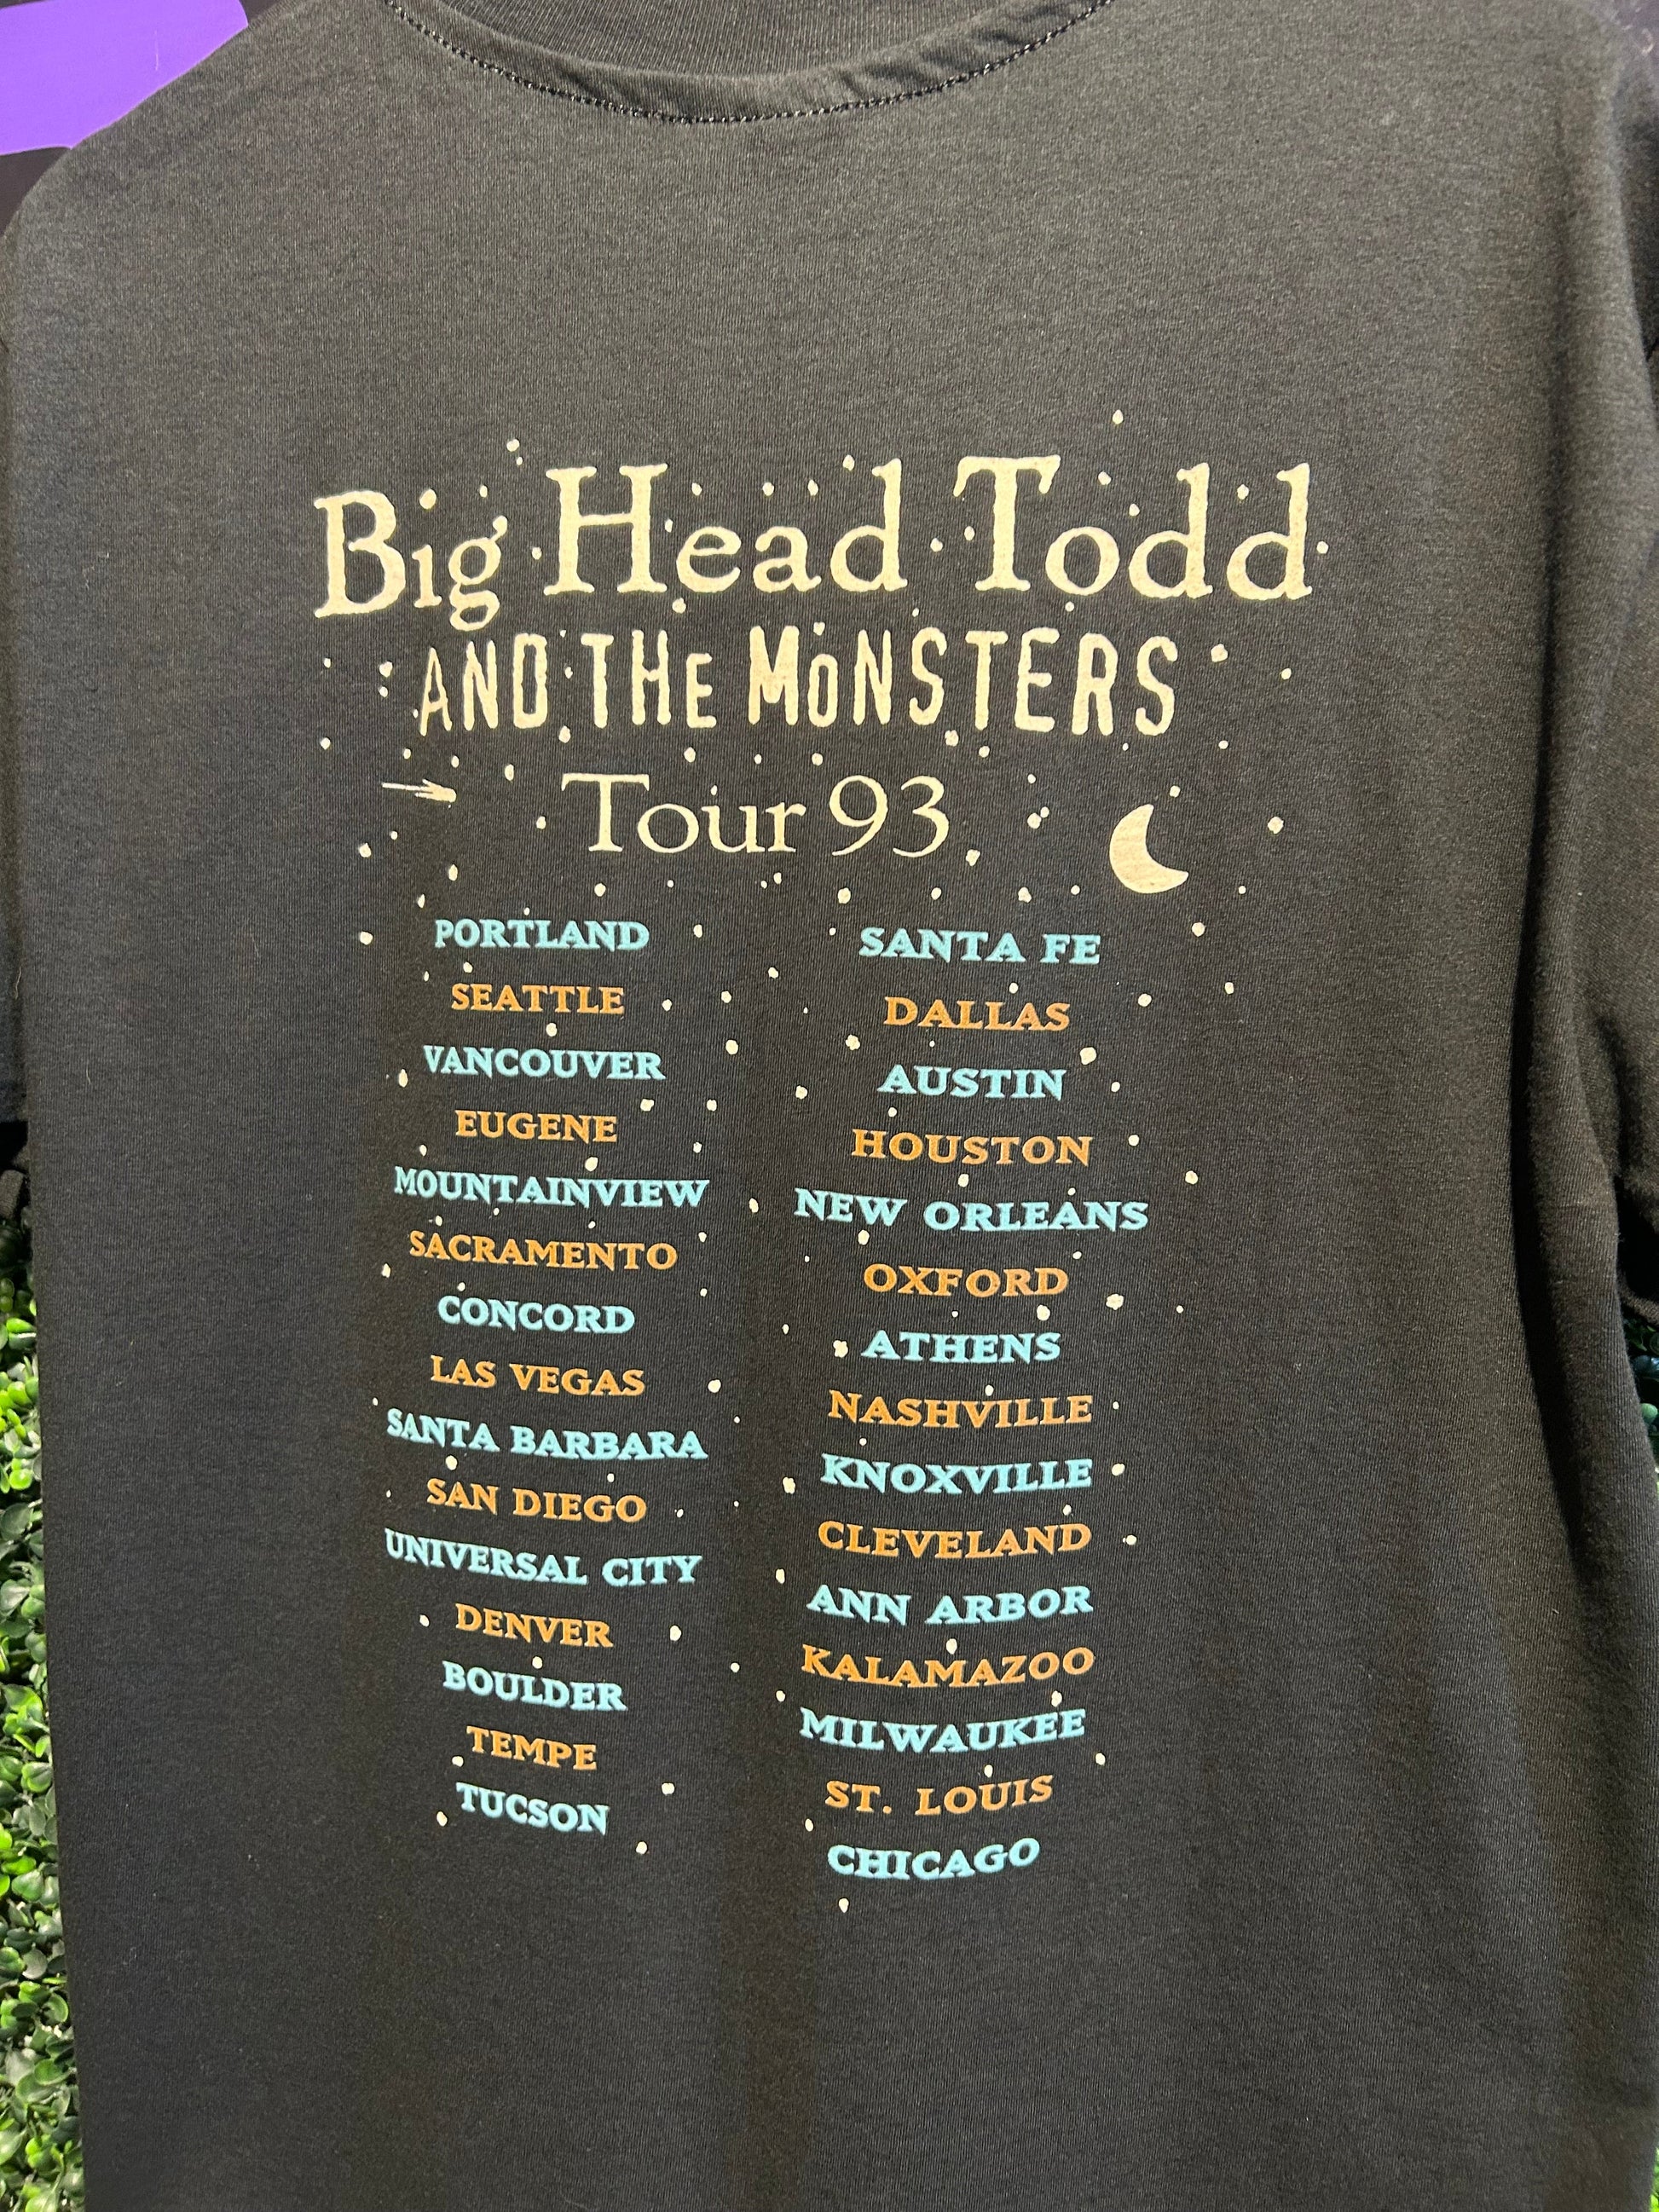 Big Head Todd
AND THE MONSTERS
Tour 93
PORTLAND
SEATTLE
VANCOUVER
EUGENE
MOUNTAINVIEW
SACRAMENTO
CONCORD
LAS VEGAS
SANTA BARBARA
SAN DIEGO
UNIVERSAL CITY
DENVER
BOULDER
TEMPE
TUCSON
SANTA FE
DALLAS
AUSTIN
HOUSTON
NEW ORLEANS
OXFORD
ATHENS
NASHVILLE
KNOXVILLE
CLEVELAND
ANN ARBOR
KALAMAZOO
MILWAUKEE
ST. LOUIS
CHICAGO